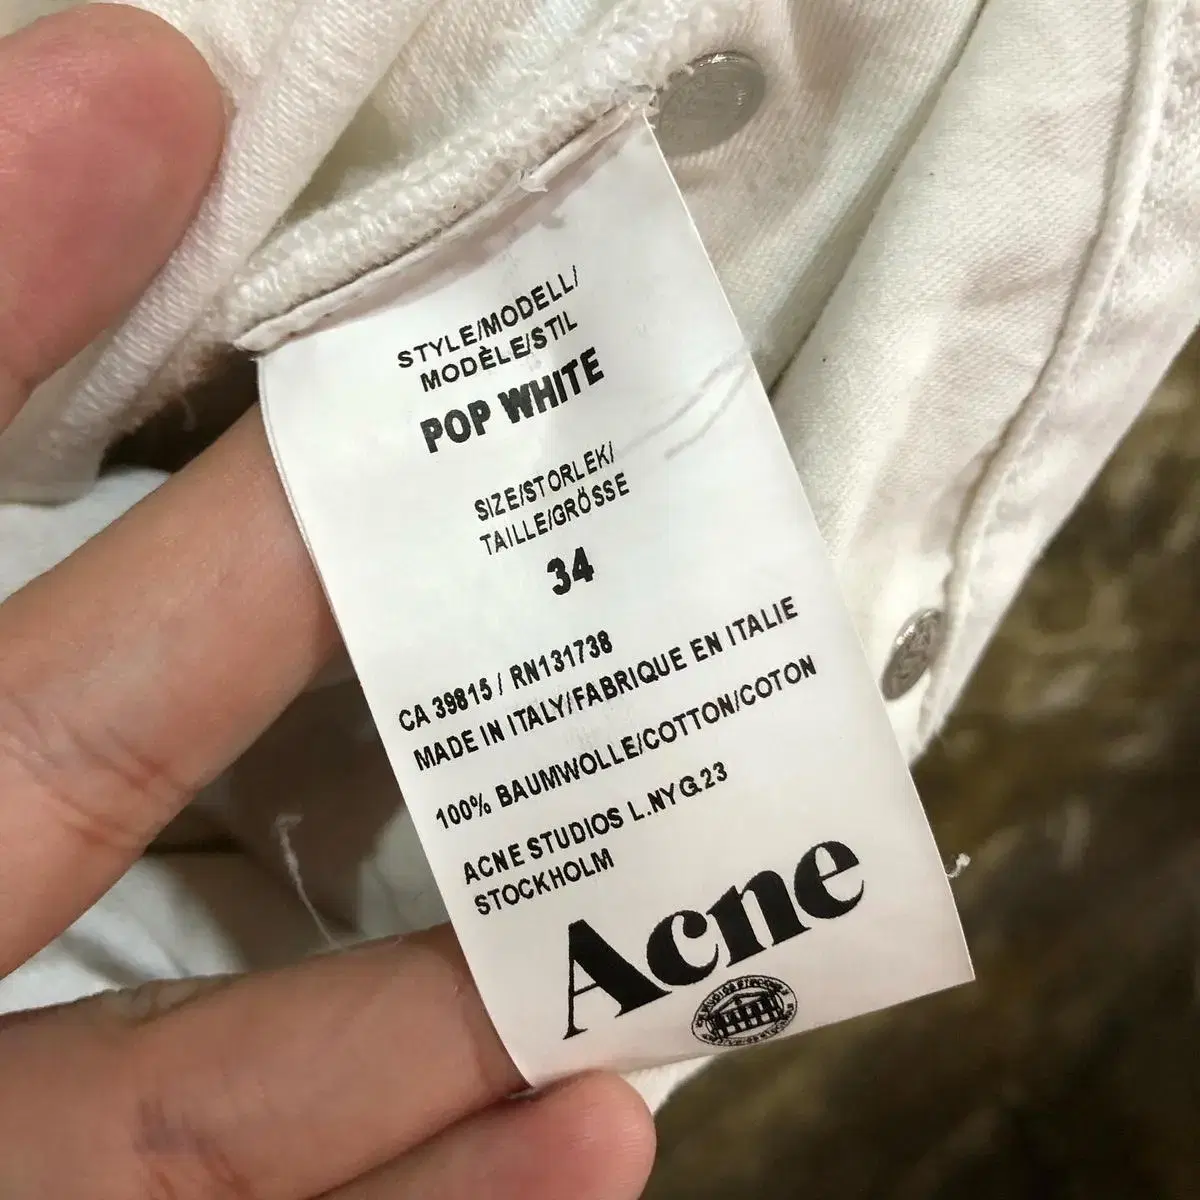 STYLE/MODELL/
MODÈLE/STIL
POP WHITE
SIZE/STORLEK/
TAILLE/GRÖSSE
34
CA 39815 / RN131738
MADE IN ITALY/FABRIQUE EN ITALIE
100% BAUMWOLLE/COTTON/COTON
ACNE STUDIOS L.NYG.23
STOCKHOLM
Acne